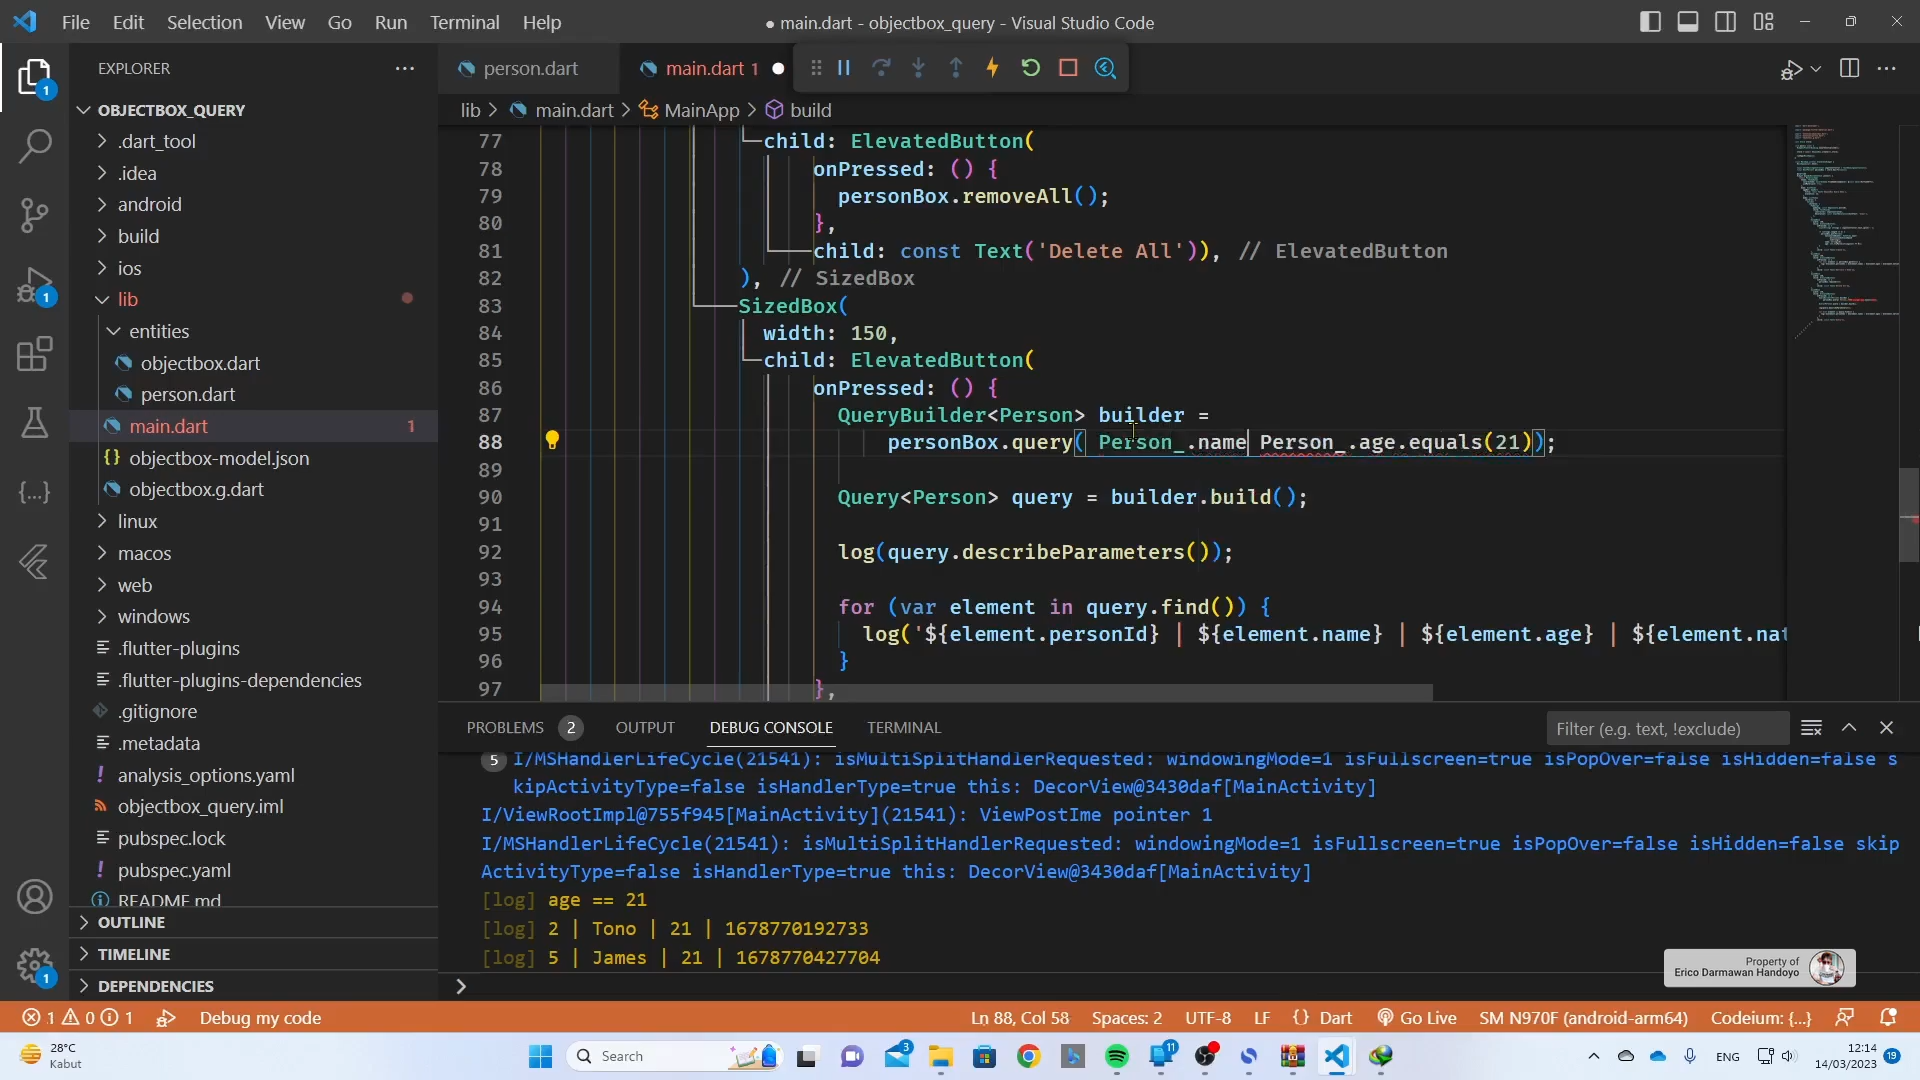 File Edit Selection View Go Run Terminal Help
● main.dart - objectbox_query - Visual Studio Code
EXPLORER
person.dart
main.dart 1
lib > main.dart > MainApp > build
OBJECTBOX_QUERY
.dart_tool
.idea
android
build
ios
lib
entities
objectbox.dart
person.dart
main.dart 1
objectbox-model.json
objectbox.g.dart
linux
macos
web
windows
.flutter-plugins
.flutter-plugins-dependencies
.gitignore
.metadata
analysis_options.yaml
objectbox_query.iml
pubspec.lock
pubspec.yaml
README.md
OUTLINE
TIMELINE
DEPENDENCIES
77 child: ElevatedButton(
78 onPressed: () {
79 personBox.removeAll();
80 },
81 child: const Text('Delete All')), // ElevatedButton
82 ), // SizedBox
83 SizedBox(
84 width: 150,
85 child: ElevatedButton(
86 onPressed: () {
87 QueryBuilder<Person> builder =
88 personBox.query( Person_.name Person_.age.equals(21));
89
90 Query<Person> query = builder.build();
91
92 log(query.describeParameters());
93
94 for (var element in query.find()) {
95 log('${element.personId} | ${element.name} | ${element.age} | ${element.nat
96 }
97 },
PROBLEMS 2 OUTPUT DEBUG CONSOLE TERMINAL
Filter (e.g. text, !exclude)
5 I/MSHandlerLifeCycle(21541): isMultiSplitHandlerRequested: windowingMode=1 isFullscreen=true isPopOver=false isHidden=false s
kipActivityType=false isHandlerType=true this: DecorView@3430daf[MainActivity]
I/ViewRootImpl@755f945[MainActivity](21541): ViewPostIme pointer 1
I/MSHandlerLifeCycle(21541): isMultiSplitHandlerRequested: windowingMode=1 isFullscreen=true isPopOver=false isHidden=false skip
ActivityType=false isHandlerType=true this: DecorView@3430daf[MainActivity]
[log] age == 21
[log] 2 | Tono | 21 | 1678770192733
[log] 5 | James | 21 | 1678770427704
Property of
Erico Darmawan Handoyo
1 0 1 Debug my code
Ln 88, Col 58 Spaces: 2 UTF-8 LF {} Dart Go Live SM N970F (android-arm64) Codeium: {...}
28°C
Kabut
Search
3
11
ENG
12:14
14/03/2023
19